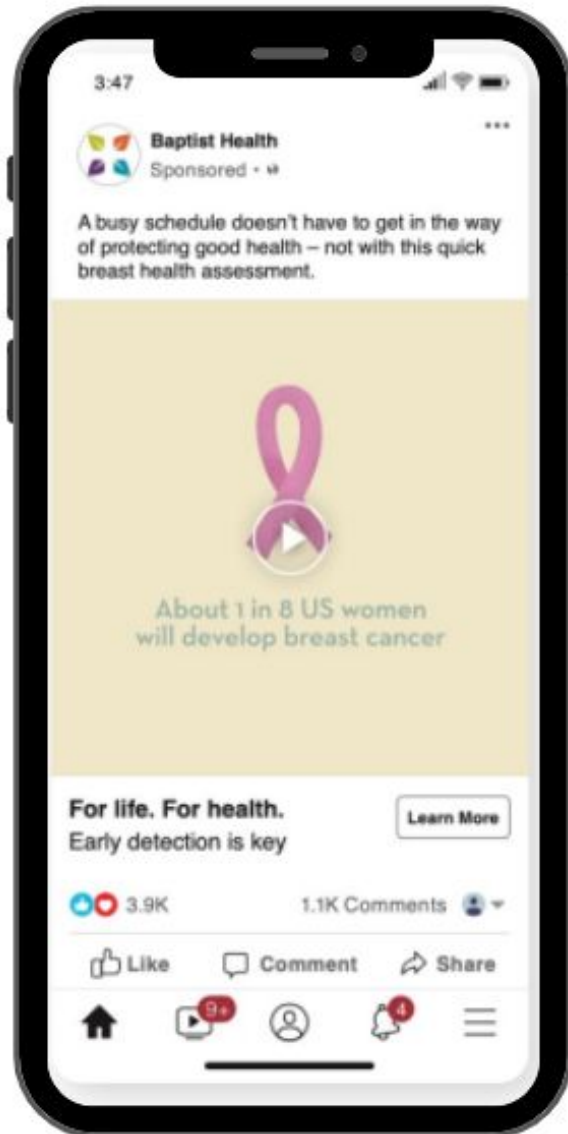 3:47
Baptist Health
Sponsored
A busy schedule doesn't have to get in the way
of protecting good health – not with this quick
breast health assessment.
About 1 in 8 US women
will develop breast cancer
For life. For health.
Learn More
Early detection is key
3.9K 1.1K Comments
Like Comment Share
9+ 4